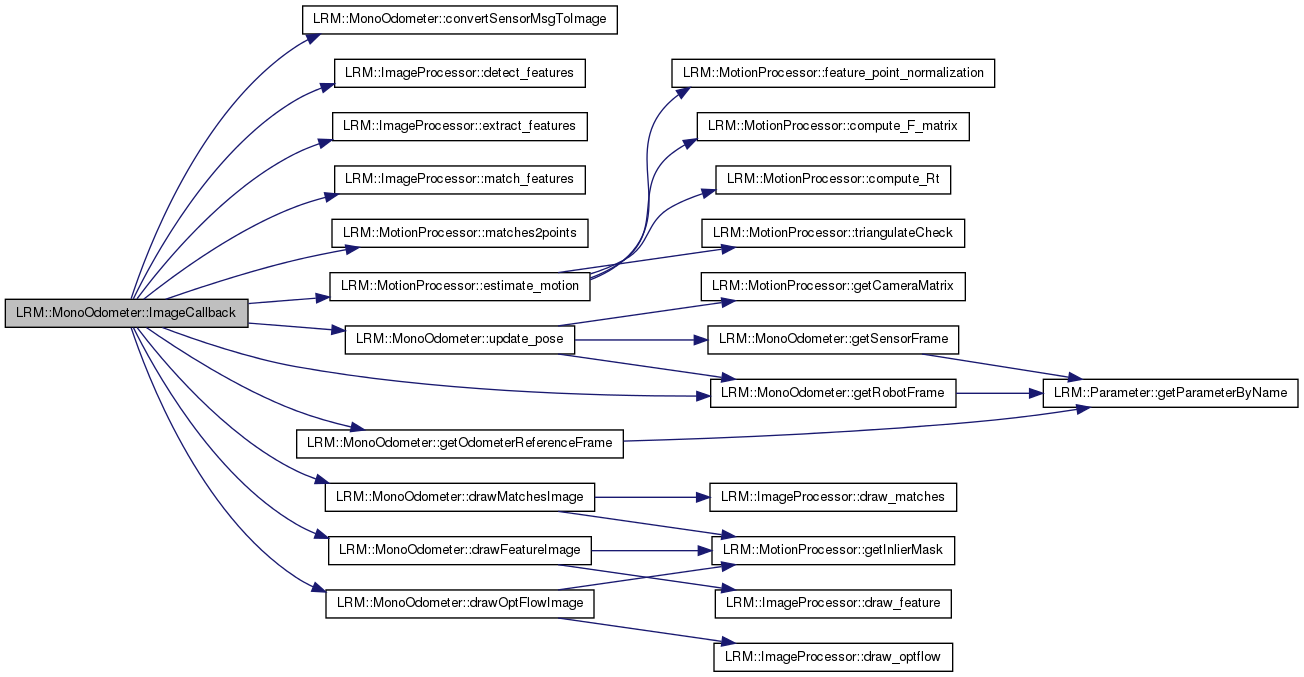 LRM::MonoOdometer::convertSensorMsgToImage
LRM::ImageProcessor::detect_features
LRM::MotionProcessor::feature_point_normalization
LRM::ImageProcessor::extract_features
LRM::MotionProcessor::compute_F_matrix
LRM::ImageProcessor::match_features
LRM::MotionProcessor::compute_Rt
LRM::MotionProcessor::matches2points
LRM::MotionProcessor::triangulateCheck
LRM::MotionProcessor::estimate_motion
LRM::MotionProcessor::getCameraMatrix
LRM::MonoOdometer::ImageCallback
LRM::MonoOdometer::update_pose
LRM::MonoOdometer::getSensorFrame
LRM::MonoOdometer::getRobotFrame
LRM::Parameter::getParameterByName
LRM::MonoOdometer::getOdometerReferenceFrame
LRM::MonoOdometer::drawMatchesImage
LRM::ImageProcessor::draw_matches
LRM::MonoOdometer::drawFeatureImage
LRM::MotionProcessor::getInlierMask
LRM::MonoOdometer::drawOptFlowImage
LRM::ImageProcessor::draw_feature
LRM::ImageProcessor::draw_optflow